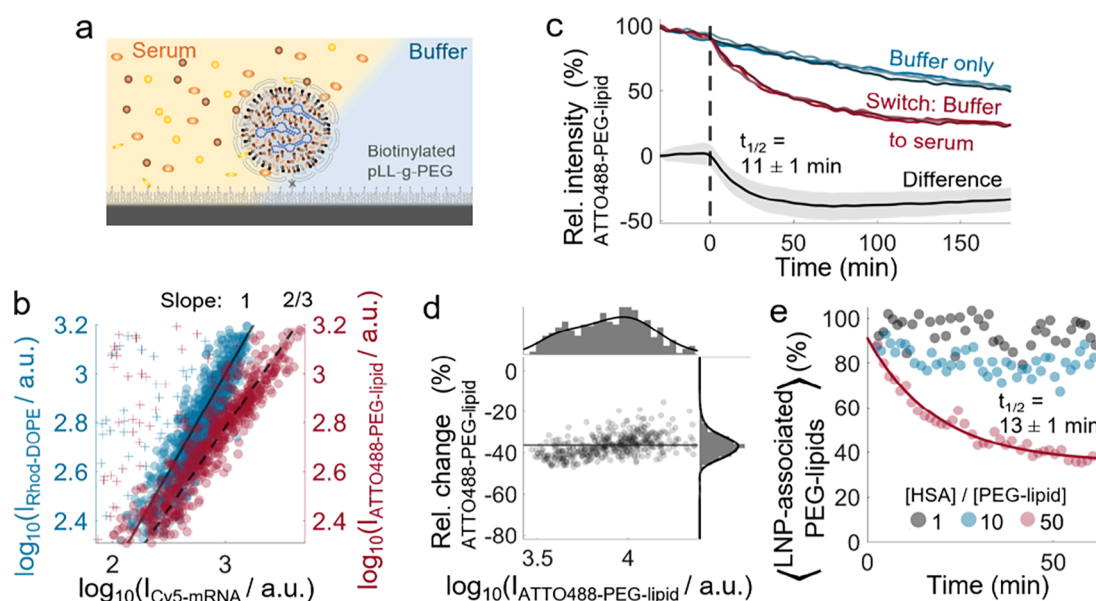 a
Serum
Buffer
Biotinylated
pLL-g-PEG
c
100
50
0
-50
Rel. intensity (%)
ATTO488-PEG-lipid
Buffer only
Switch: Buffer
to serum
t1/2 =
11 ± 1 min
Difference
0
50
100
150
Time (min)
b
Slope: 1 2/3
3.2
3
2.8
2.6
2.4
log10(IRhod-DOPE / a.u.)
3.2
3
2.8
2.6
2.4
log10(IATTO488-PEG-lipid / a.u.)
2
3
log10(ICy5-mRNA / a.u.)
d
0
-20
-40
-60
-80
Rel. change (%)
ATTO488-PEG-lipid
3.5
4
log10(IATTO488-PEG-lipid / a.u.)
e
100
80
60
40
20
0
⟨LNP-associated PEG-lipids⟩ (%)
t1/2 =
13 ± 1 min
[HSA] / [PEG-lipid]
1 10 50
0
50
Time (min)